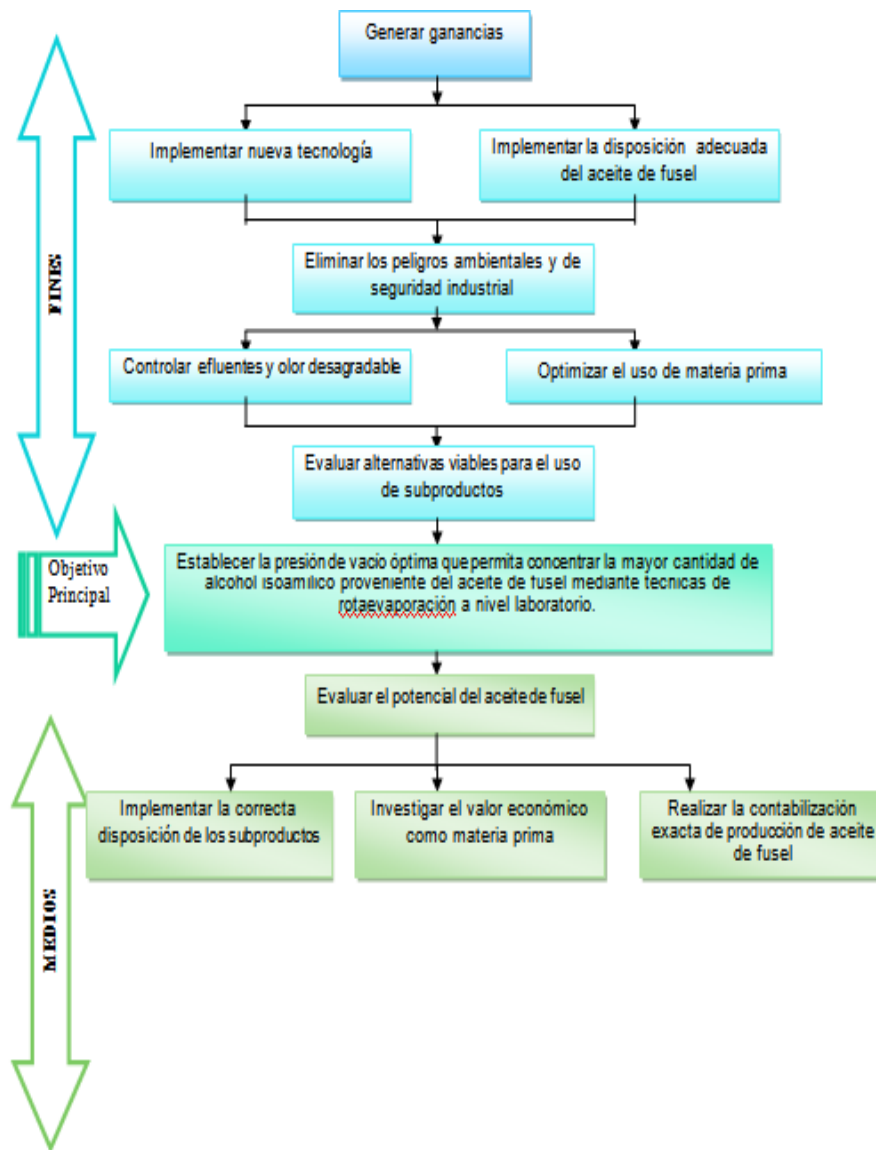 Generar ganancias
Implementar nueva tecnología
Implementar la disposición adecuada
del aceite de fusel
Eliminar los peligros ambientales y de
seguridad industrial
FINES
Controlar efluentes y olor desagradable
Optimizar el uso de materia prima
Evaluar alternativas viables para el uso
de subproductos
Objetivo
Principal
Establecer la presión de vacio óptima que permita concentrar la mayor cantidad de
alcohol isoamílico proveniente del aceite de fusel mediante técnicas de
rotaevaporación a nivel laboratorio.
Evaluar el potencial del aceite de fusel
Implementar la correcta
disposición de los subproductos
Investigar el valor económico
como materia prima
Realizar la contabilización
exacta de producción de aceite
de fusel
MEDIOS